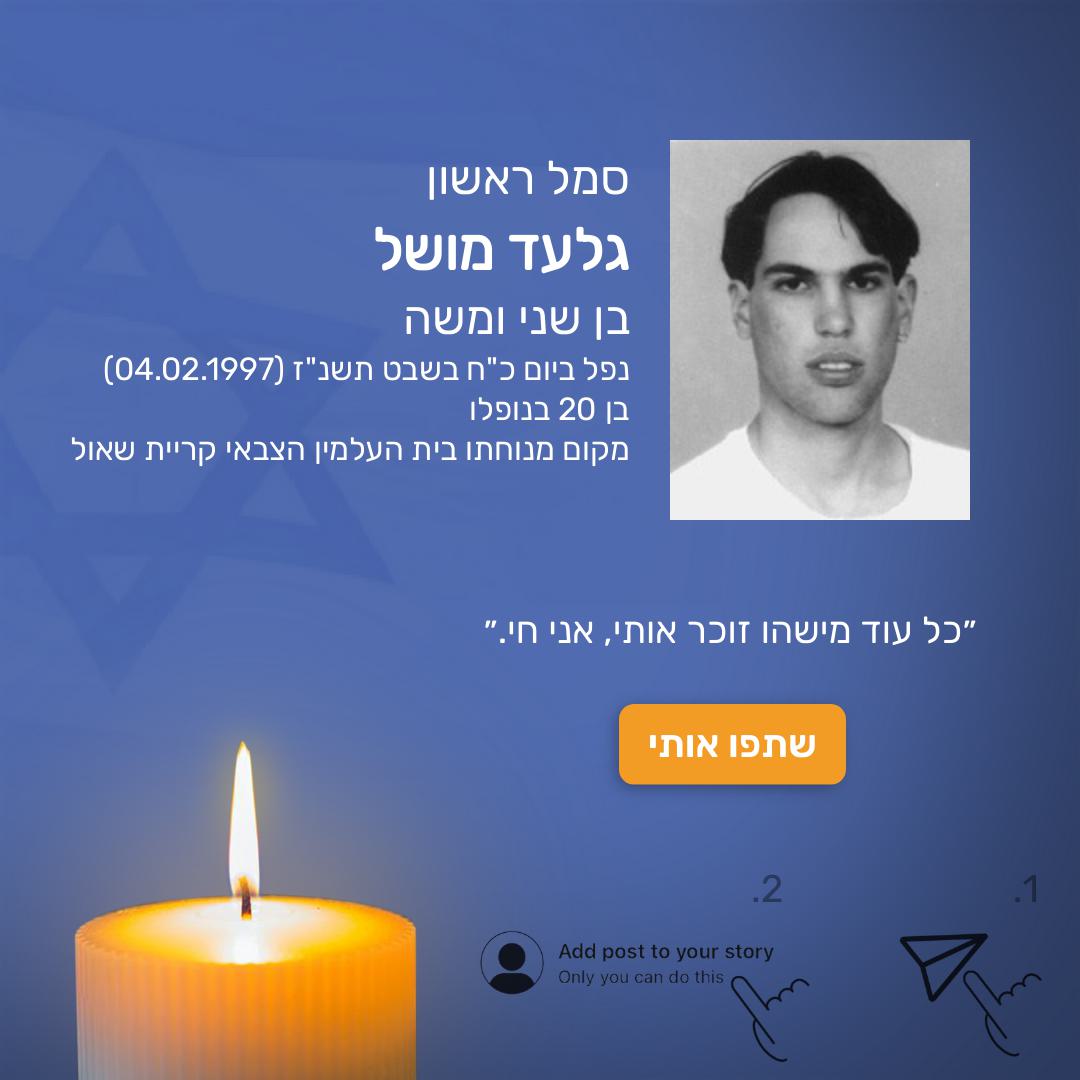 סמל ראשון
גלעד מושל
בן שני ומשה
נפל ביום כ"ח בשבט תשנ"ז (04.02.1997)
בן 20 בנופלו
מקום מנוחתו בית העלמין הצבאי קריית שאול
״כל עוד מישהו זוכר אותי, אני חי.״
שתפו אותי
1.
2.
Add post to your story
Only you can do this